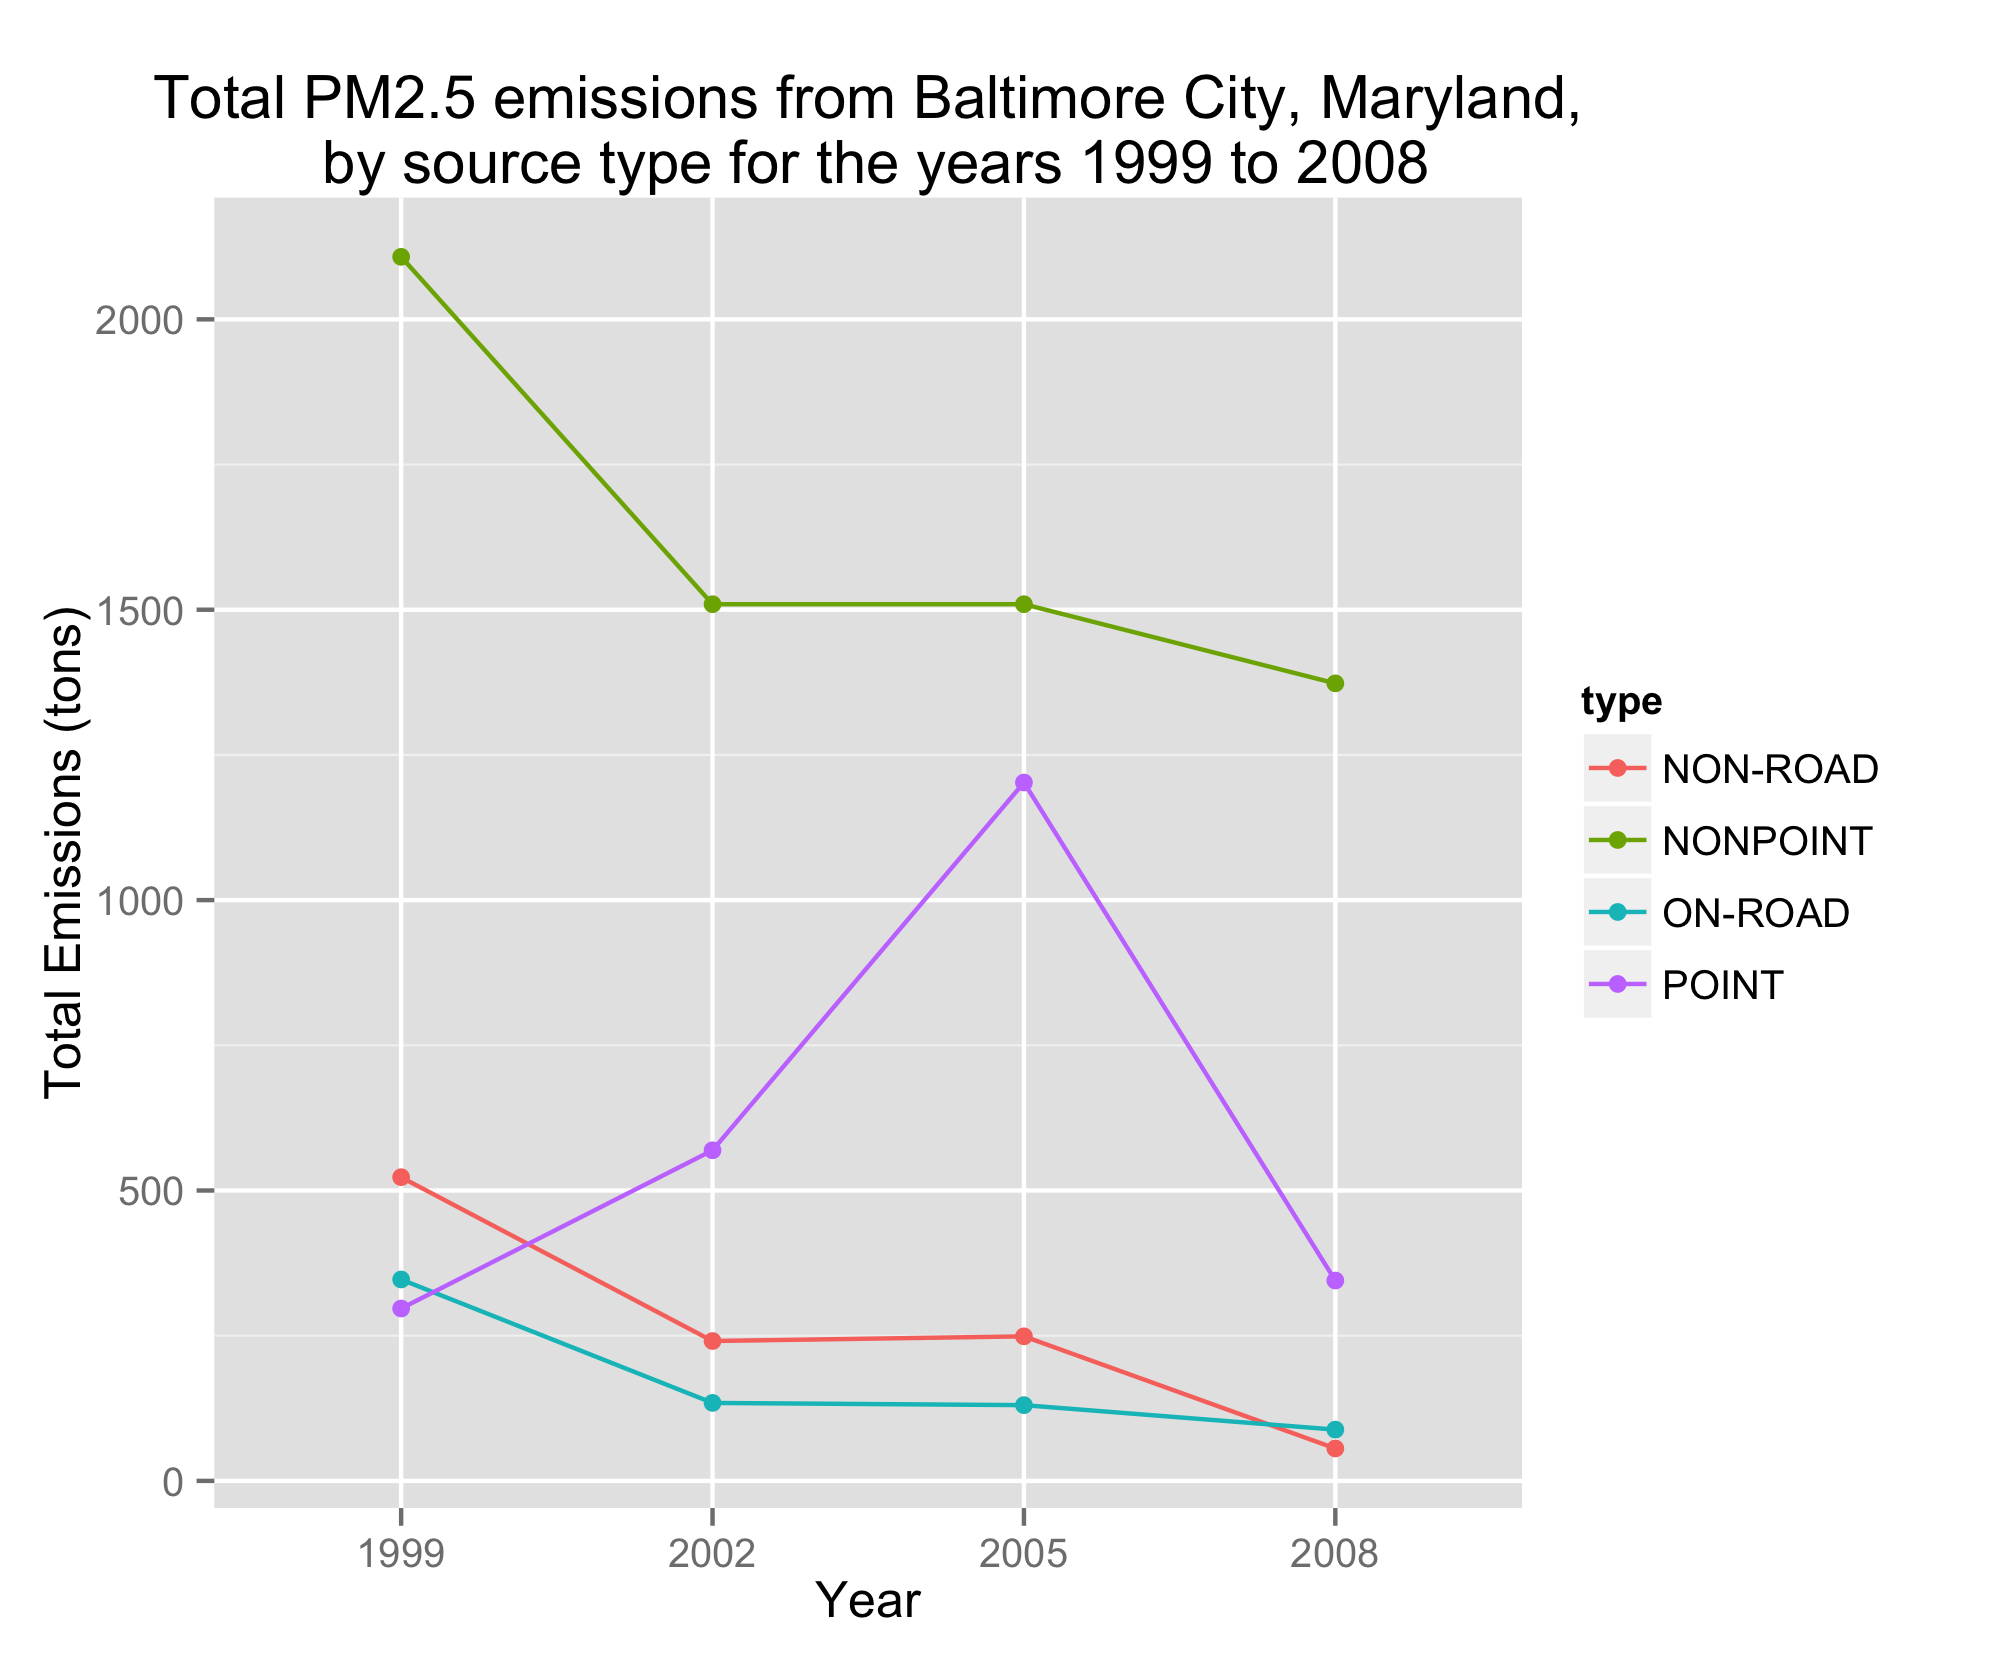 Total PM2.5 emissions from Baltimore City, Maryland,
by source type for the years 1999 to 2008
2000
1500
1000
500
0
Total Emissions (tons)
1999 2002 2005 2008
Year
type
NON-ROAD
NONPOINT
ON-ROAD
POINT